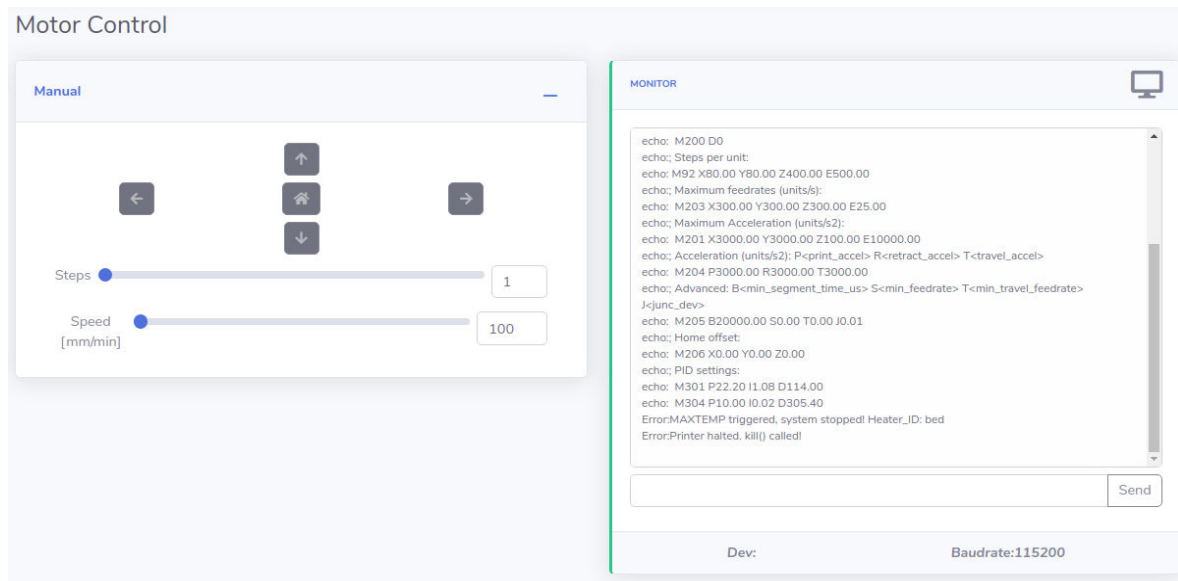 Motor Control
Manual
Steps
1
Speed
[mm/min]
100
MONITOR
echo:  M200 D0
echo:; Steps per unit:
echo: M92 X80.00 Y80.00 Z400.00 E500.00
echo:; Maximum feedrates (units/s):
echo:  M203 X300.00 Y300.00 Z300.00 E25.00
echo:; Maximum Acceleration (units/s2):
echo:  M201 X3000.00 Y3000.00 Z100.00 E10000.00
echo:; Acceleration (units/s2): P<print_accel> R<retract_accel> T<travel_accel>
echo:  M204 P3000.00 R3000.00 T3000.00
echo:; Advanced: B<min_segment_time_us> S<min_feedrate> T<min_travel_feedrate>
J<junc_dev>
echo:  M205 B20000.00 S0.00 T0.00 J0.01
echo:; Home offset:
echo:  M206 X0.00 Y0.00 Z0.00
echo:; PID settings:
echo:  M301 P22.20 I1.08 D114.00
echo:  M304 P10.00 I0.02 D305.40
Error:MAXTEMP triggered, system stopped! Heater_ID: bed
Error:Printer halted. kill() called!
Send
Dev:
Baudrate:115200